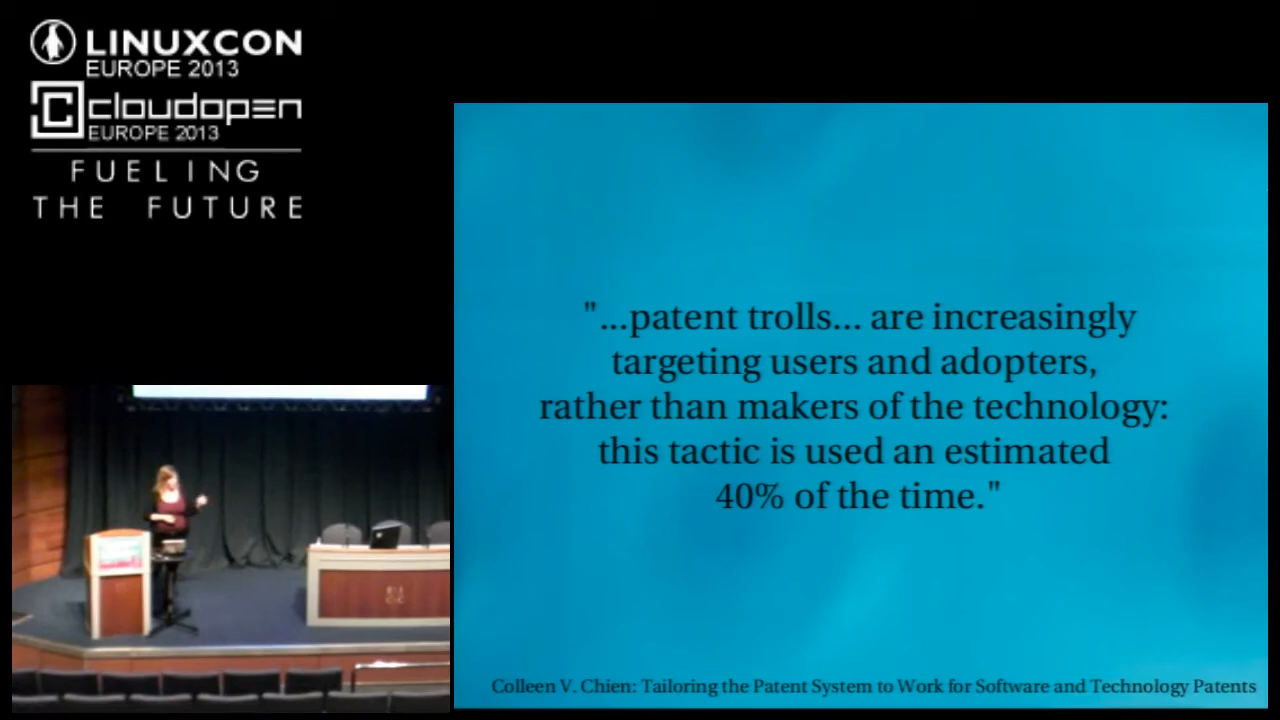 LINUXCON
EUROPE 2013
cloudopen
EUROPE 2013
FUELING
THE FUTURE
"...patent trolls... are increasingly
targeting users and adopters,
rather than makers of the technology:
this tactic is used an estimated
40% of the time."
Colleen V. Chien: Tailoring the Patent System to Work for Software and Technology Patents